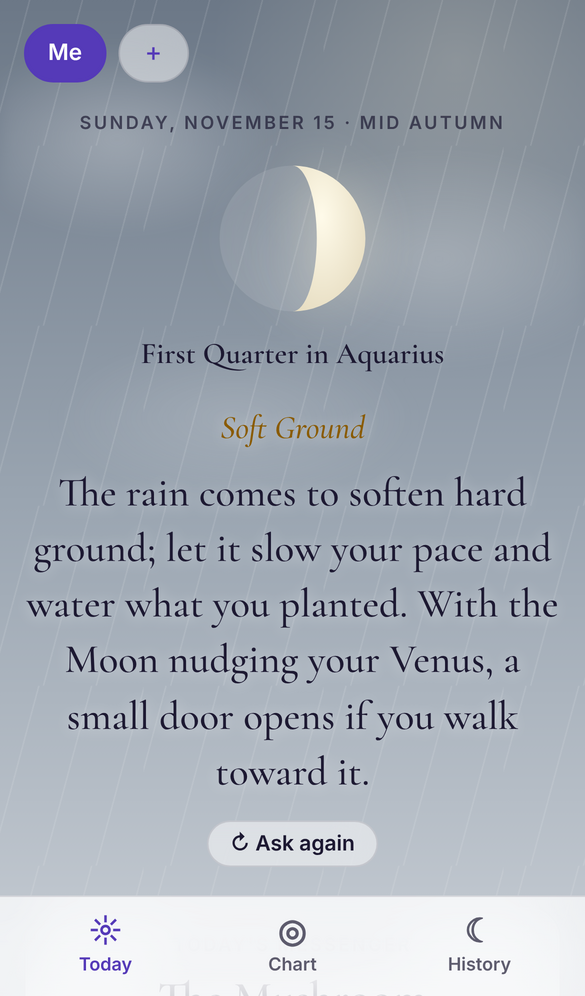 Me
+
SUNDAY, NOVEMBER 15 · MID AUTUMN
First Quarter in Aquarius
Soft Ground
The rain comes to soften hard
ground; let it slow your pace and
water what you planted. With the
Moon nudging your Venus, a
small door opens if you walk
toward it.
↻ Ask again
Today
Chart
History
The Mushroom